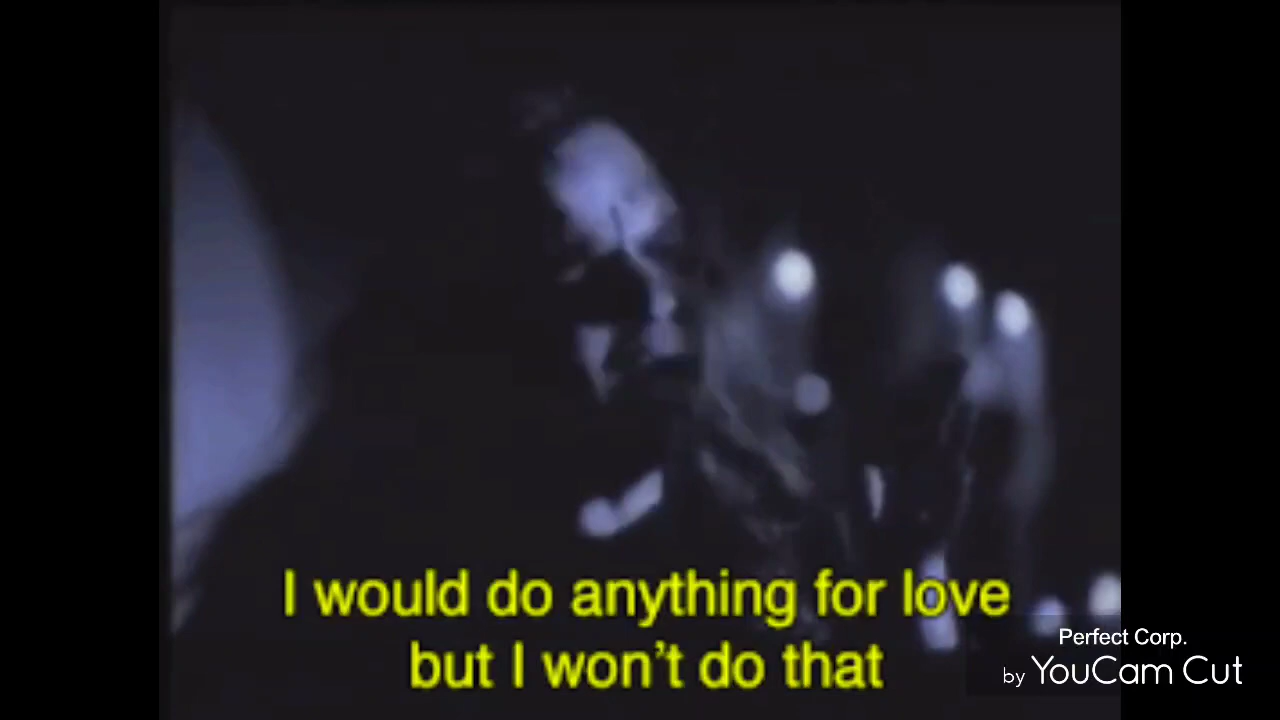 I would do anything for love
but I won't do that
Perfect Corp.
by YouCam Cut